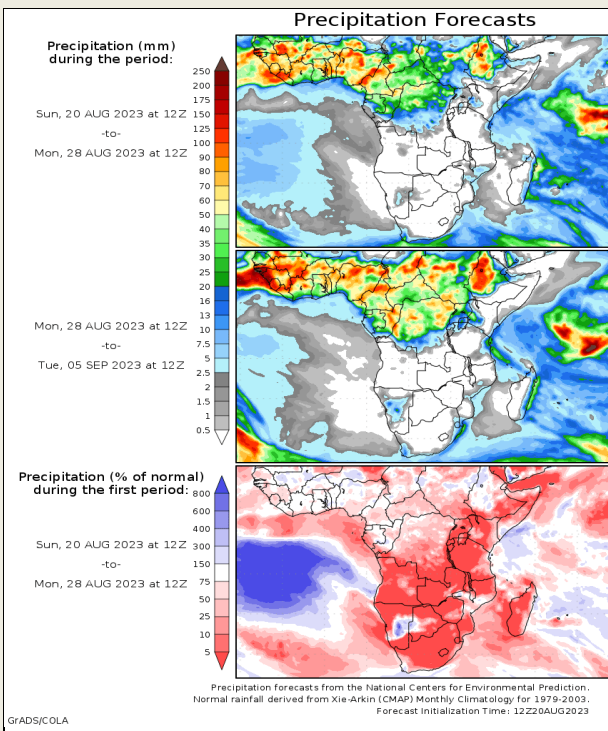 Precipitation Forecasts
Precipitation (mm)
during the period:
Sun, 20 AUG 2023 at 12Z
-to-
Mon, 28 AUG 2023 at 12Z
250
200
175
150
125
100
90
80
70
60
50
40
35
30
25
20
16
13
10
7.5
5
2.5
2
1.5
1
0.5
Mon, 28 AUG 2023 at 12Z
-to-
Tue, 05 SEP 2023 at 12Z
Precipitation (% of normal)
during the first period:
Sun, 20 AUG 2023 at 12Z
-to-
Mon, 28 AUG 2023 at 12Z
800
600
400
300
150
75
50
25
10
5
Precipitation forecasts from the National Centers for Environmental Prediction.
Normal rainfall derived from Xie-Arkin (CMAP) Monthly Climatology for 1979-2003.
Forecast Initialization Time: 12Z20AUG2023
GrADS/COLA